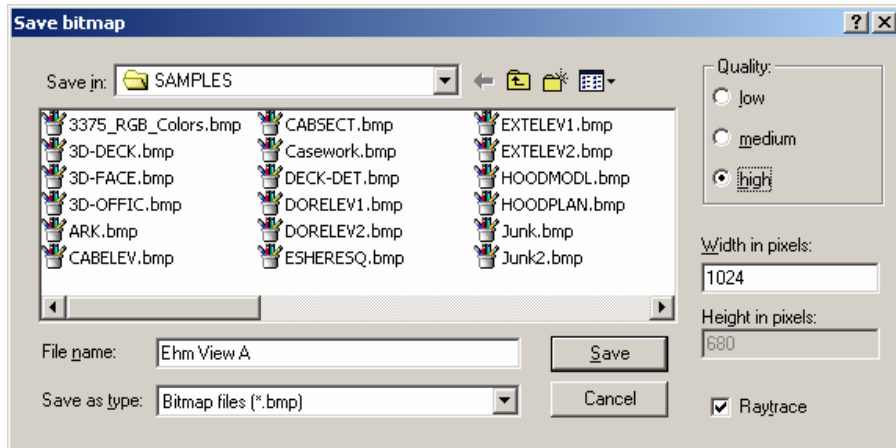 Save bitmap
Save in: SAMPLES
3375_RGB_Colors.bmp
3D-DECK.bmp
3D-FACE.bmp
3D-OFFIC.bmp
ARK.bmp
CABELEV.bmp
CABSECT.bmp
Casework.bmp
DECK-DET.bmp
DORELEV1.bmp
DORELEV2.bmp
ESHERESQ.bmp
EXTELEV1.bmp
EXTELEV2.bmp
HOODMODL.bmp
HOODPLAN.bmp
Junk.bmp
Junk2.bmp
File name: Ehm View A
Save
Save as type: Bitmap files (*.bmp)
Cancel
Quality:
low
medium
high
Width in pixels:
1024
Height in pixels:
680
Raytrace